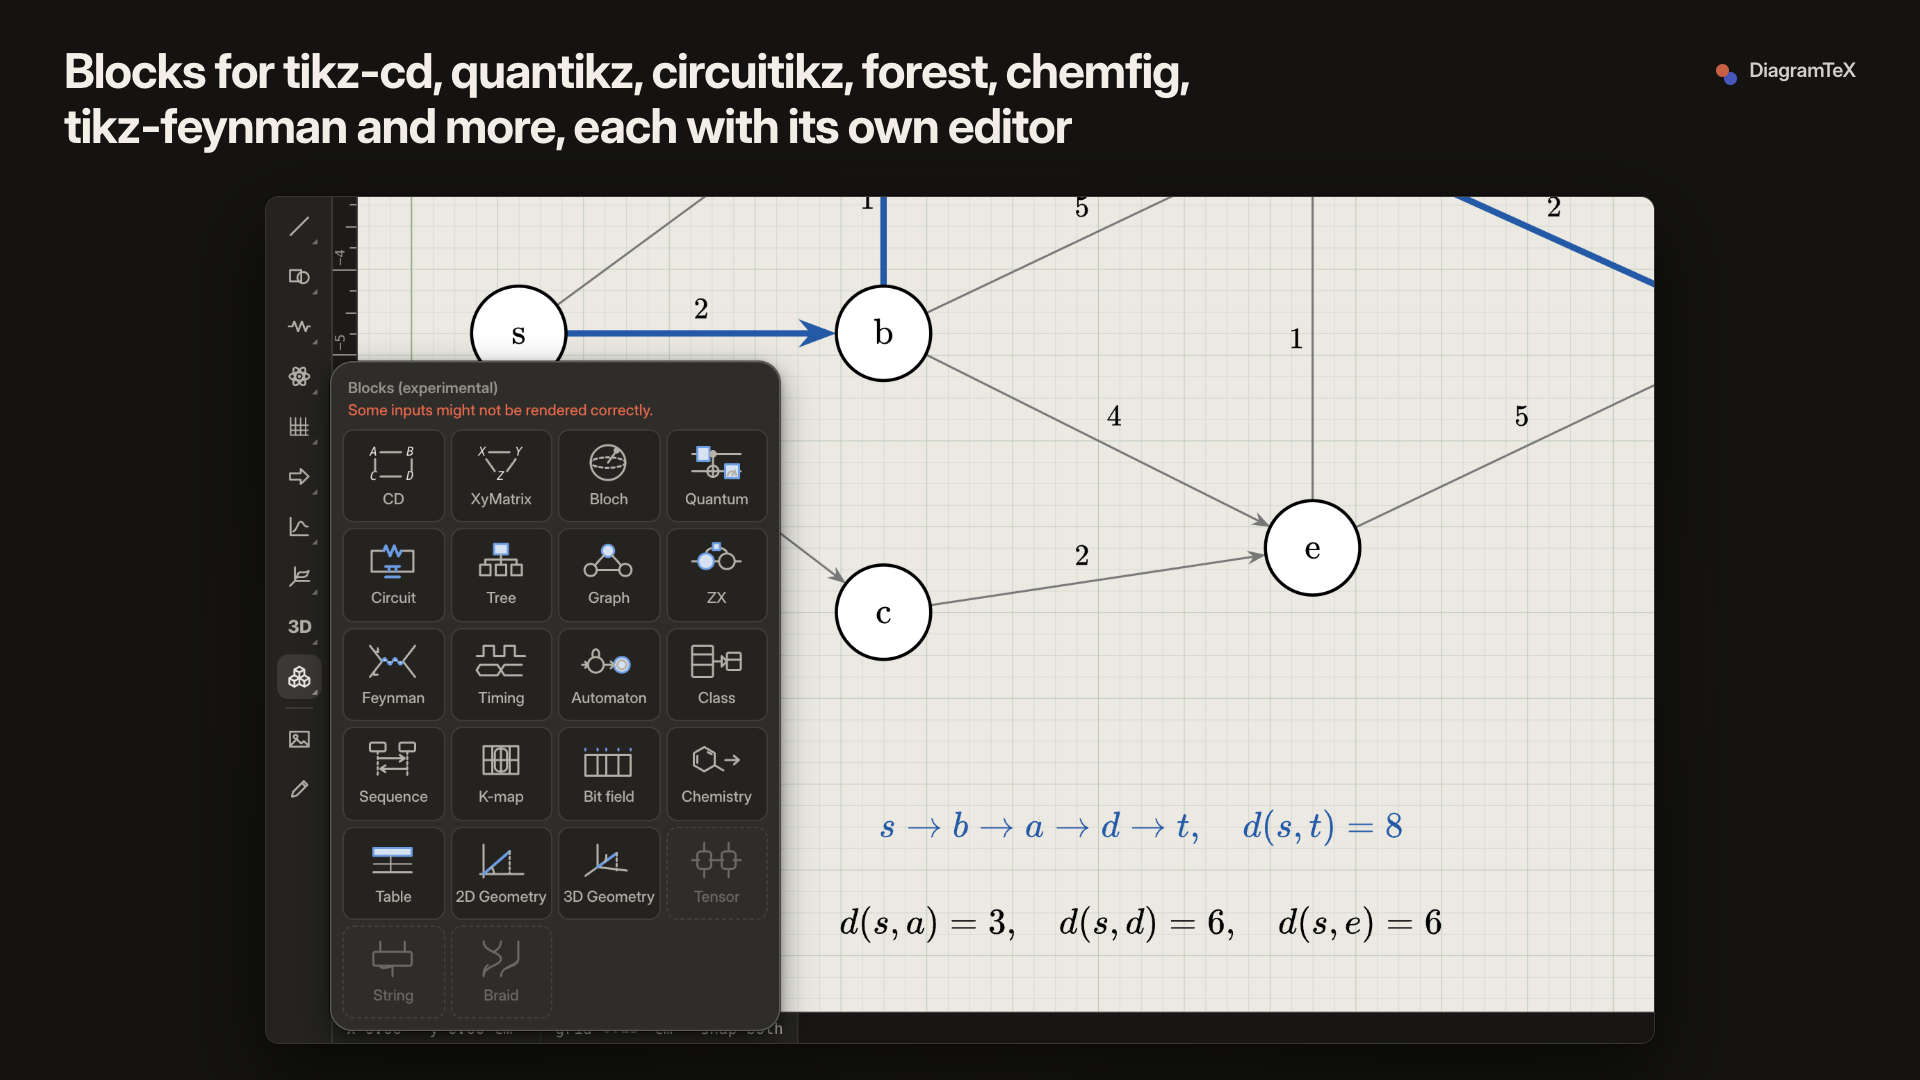 Blocks for tikz-cd, quantikz, circuitikz, forest, chemfig,
tikz-feynman and more, each with its own editor
DiagramTeX
1
5
2
-4
s
2
b
-5
1
4
5
e
2
c
Blocks (experimental)
Some inputs might not be rendered correctly.
A B
C D
CD
X Y
Z
XyMatrix
Bloch
Quantum
Circuit
Tree
Graph
ZX
3D
Feynman
Timing
Automaton
Class
Sequence
K-map
Bit field
Chemistry
Table
2D Geometry
3D Geometry
Tensor
String
Braid
s → b → a → d → t, d(s, t) = 8
d(s, a) = 3, d(s, d) = 6, d(s, e) = 6